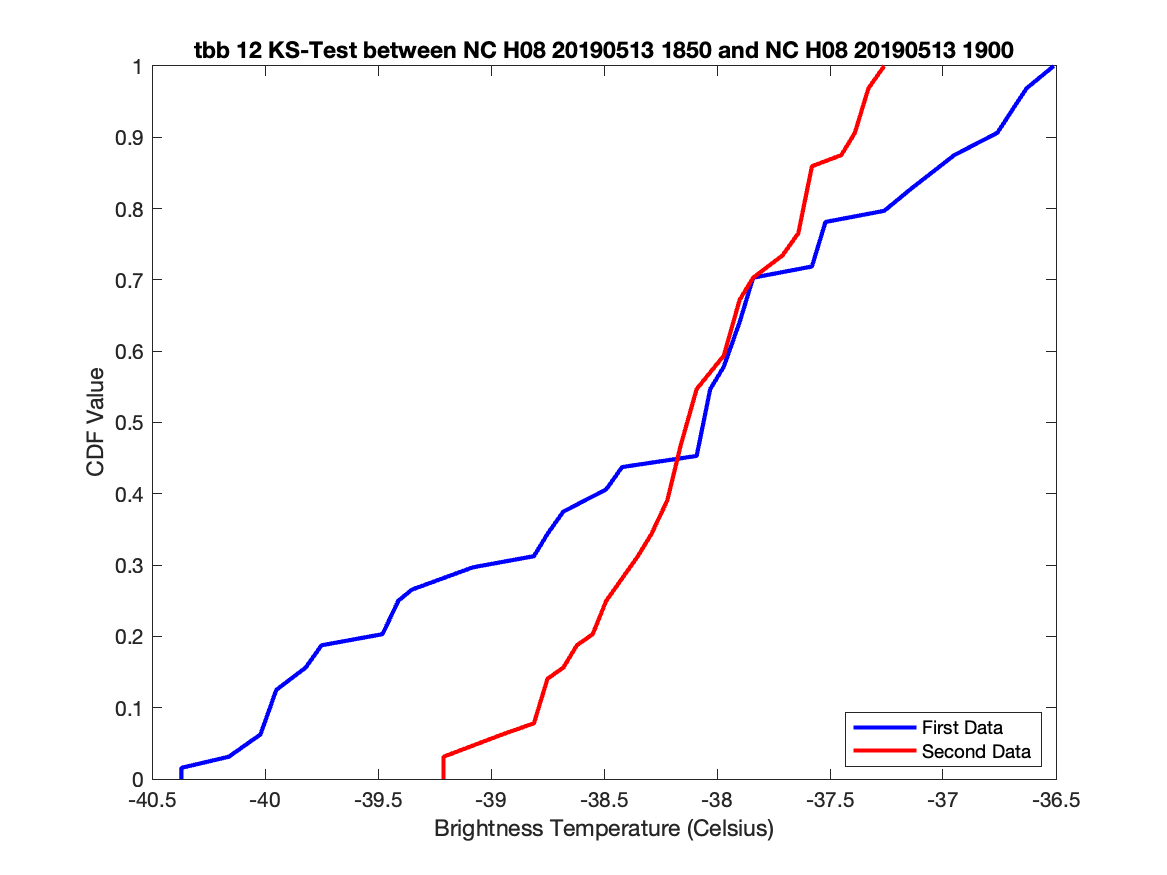 tbb 12 KS-Test between NC H08 20190513 1850 and NC H08 20190513 1900
1
0.9
0.8
0.7
0.6
0.5
0.4
0.3
0.2
0.1
0
CDF Value
First Data
Second Data
-40.5 -40 -39.5 -39 -38.5 -38 -37.5 -37 -36.5
Brightness Temperature (Celsius)